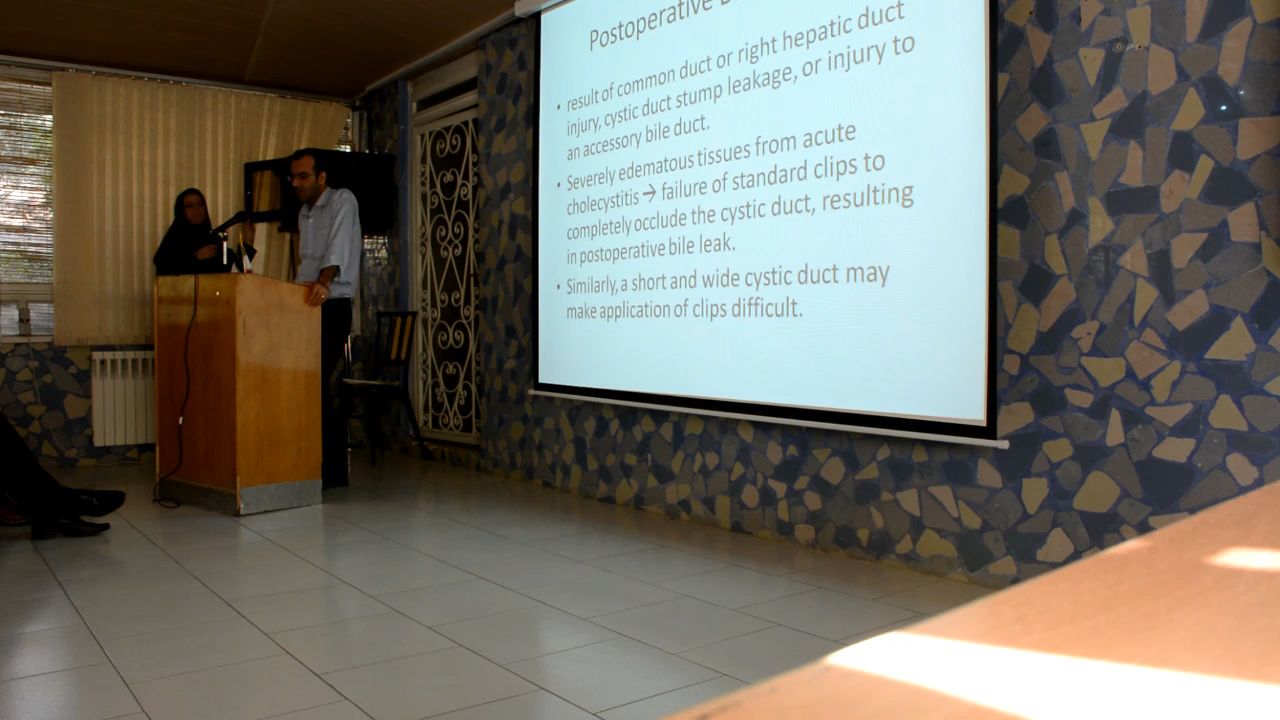 Postoperative
• result of common duct or right hepatic duct
injury, cystic duct stump leakage, or injury to
an accessory bile duct.
• Severely edematous tissues from acute
cholecystitis → failure of standard clips to
completely occlude the cystic duct, resulting
in postoperative bile leak.
• Similarly, a short and wide cystic duct may
make application of clips difficult.